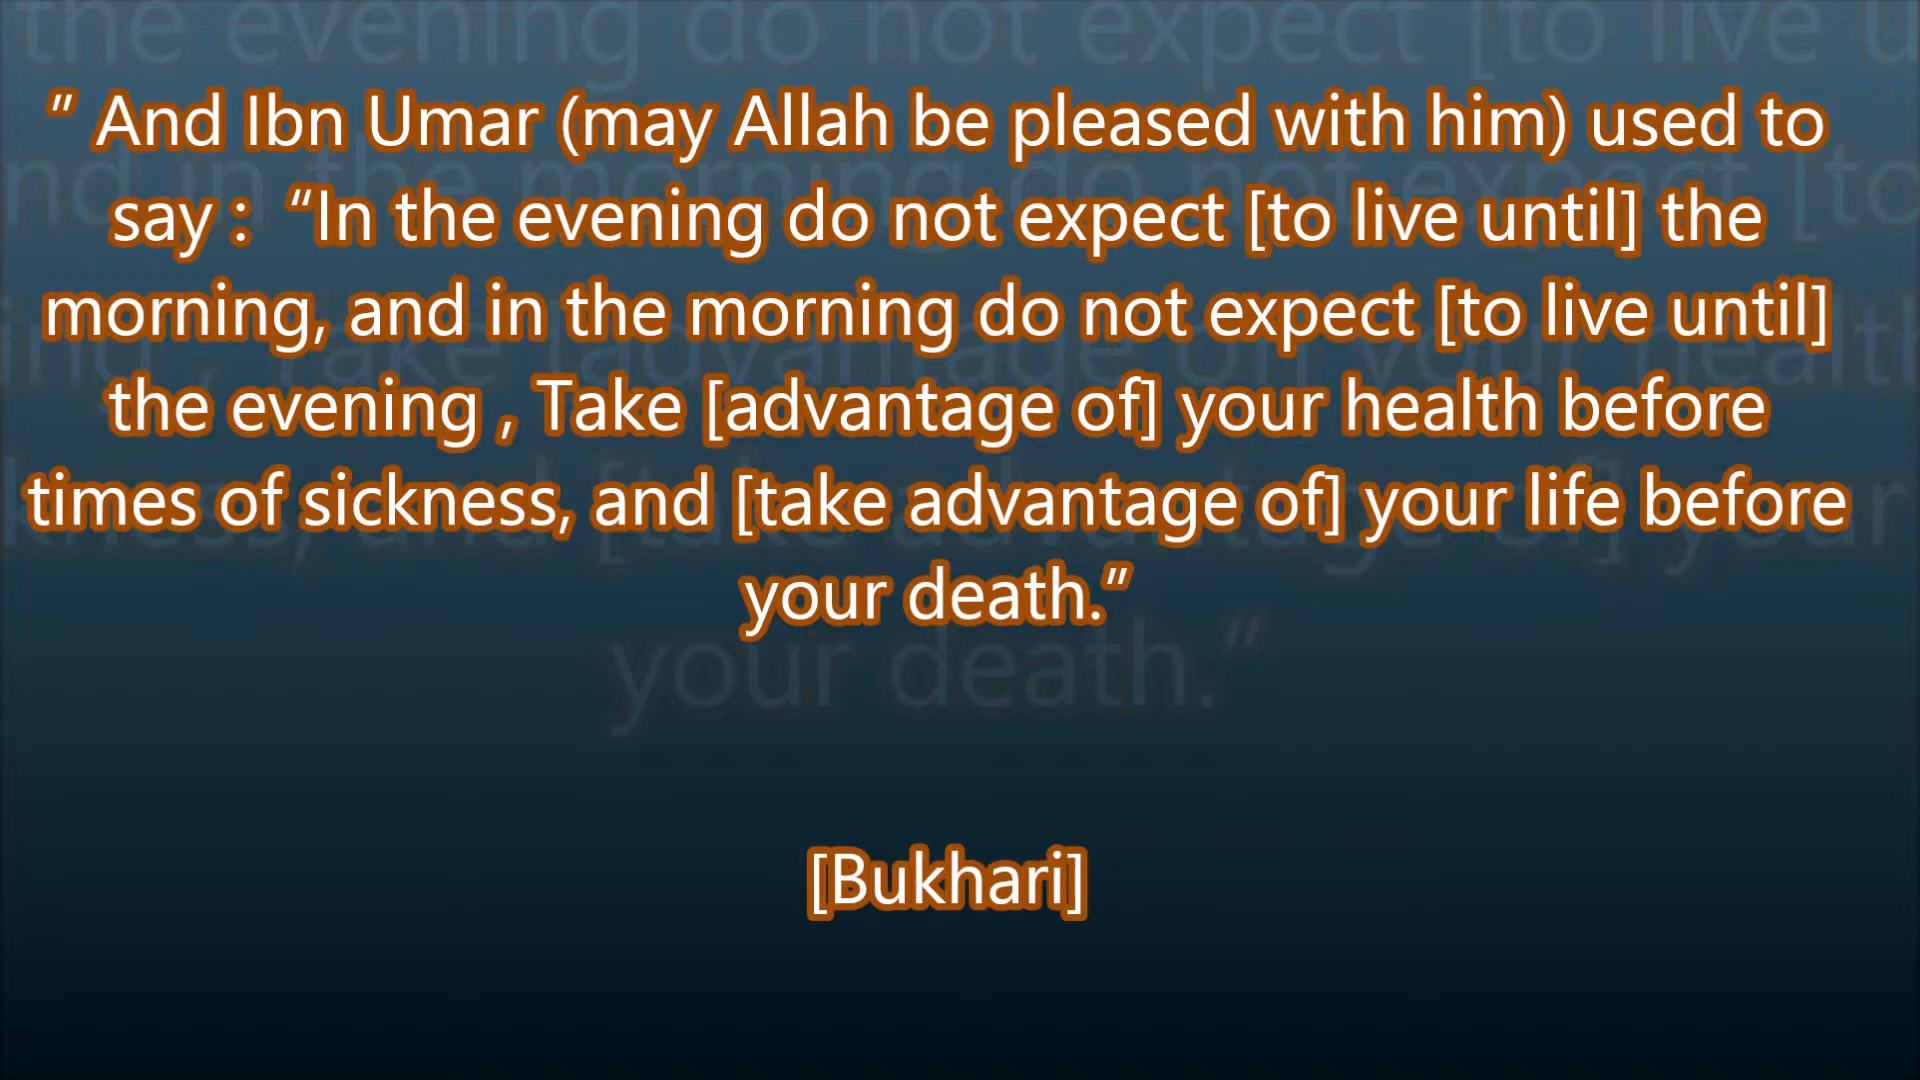 ” And Ibn Umar (may Allah be pleased with him) used to
say : “In the evening do not expect [to live until] the
morning, and in the morning do not expect [to live until]
the evening , Take [advantage of] your health before
times of sickness, and [take advantage of] your life before
your death.”
[Bukhari]